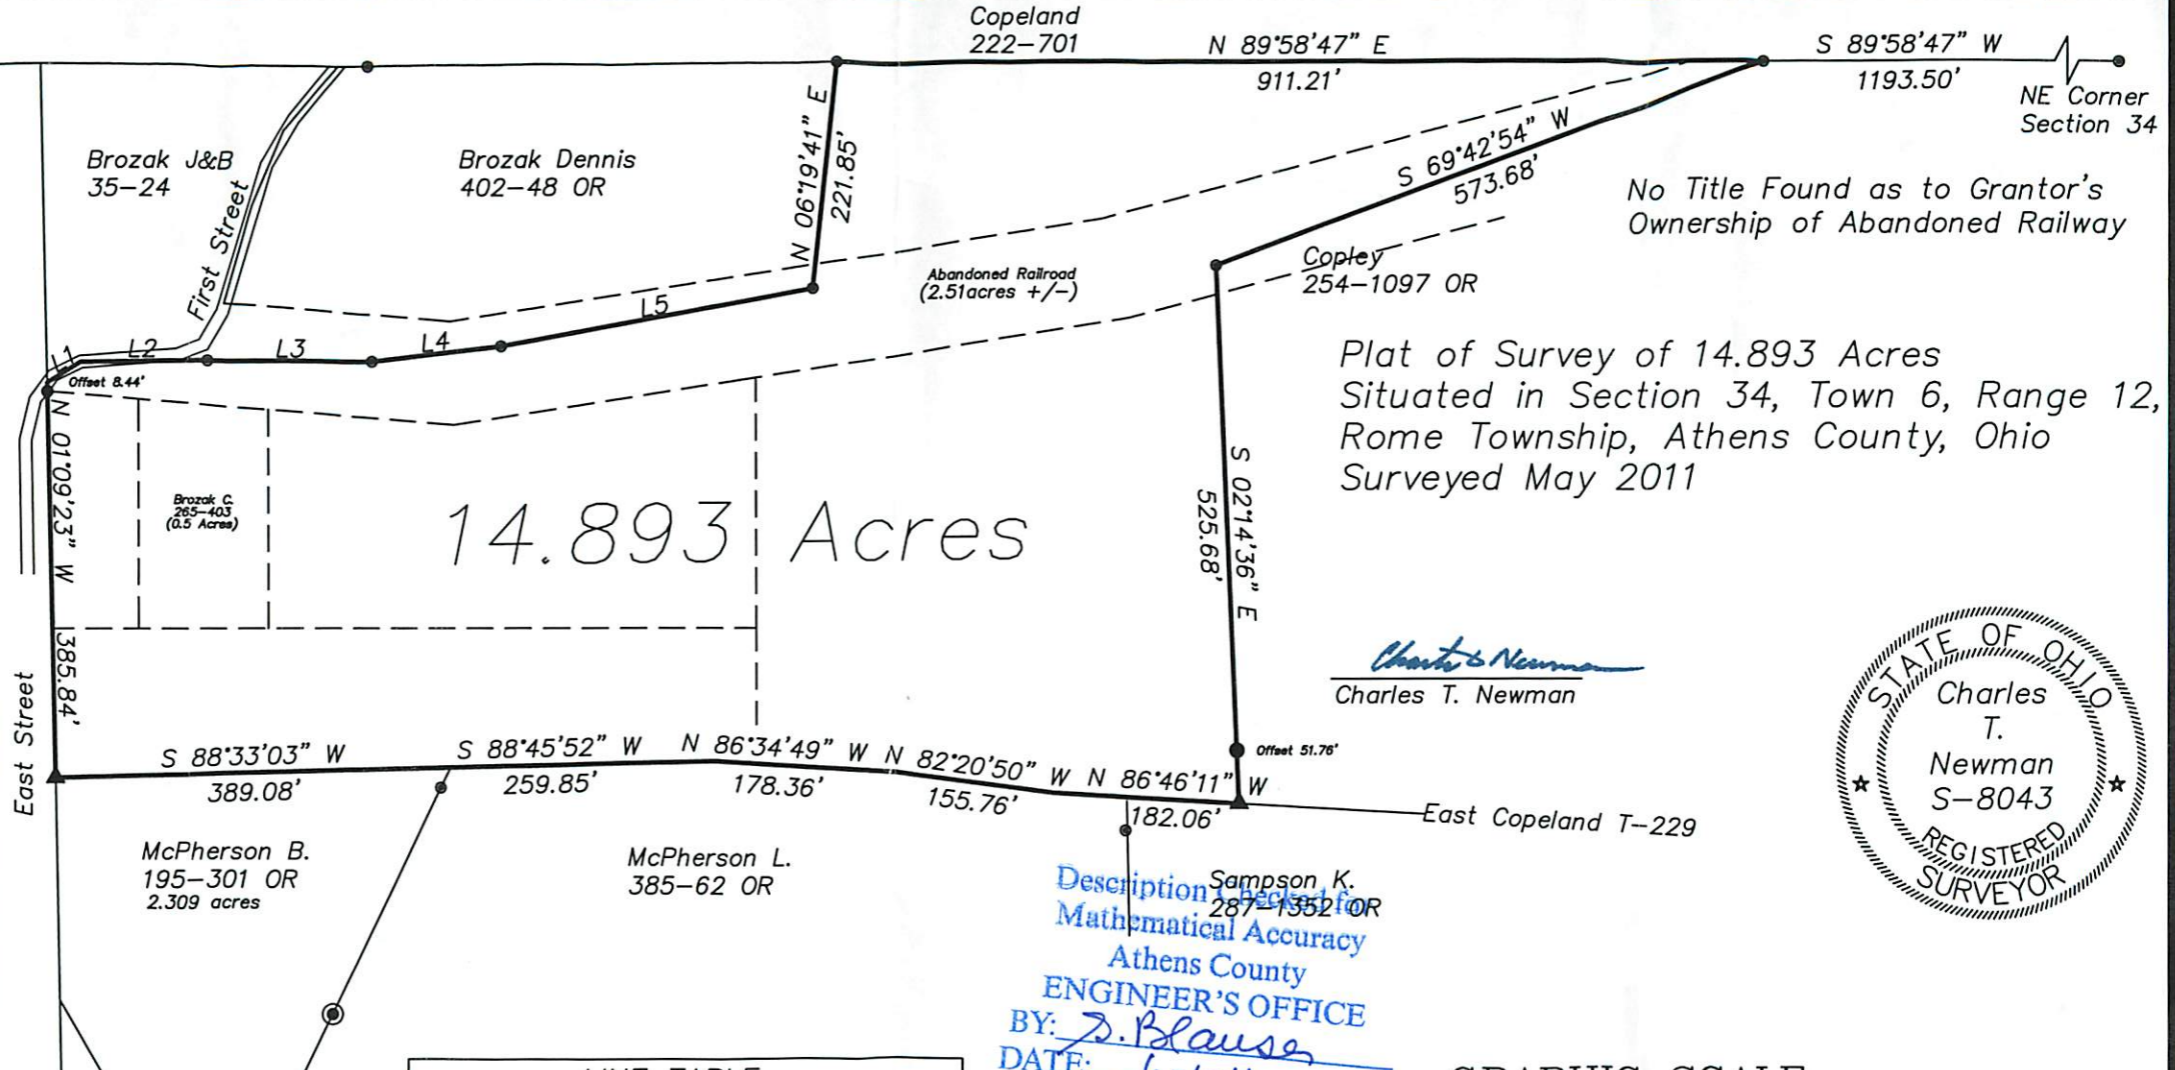 Copeland
222-701
N 89°58'47" E
911.21'
S 89°58'47" W
1193.50'
NE Corner
Section 34
Brozak J&B
35-24
First Street
Brozak Dennis
402-48 OR
N 06°19'41" E
221.85'
S 69°42'54" W
573.68'
No Title Found as to Grantor's
Ownership of Abandoned Railway
Abandoned Railroad
(2.51acres +/-)
Copley
254-1097 OR
L1
L2
L3
L4
L5
Offset 8.44'
Plat of Survey of 14.893 Acres
Situated in Section 34, Town 6, Range 12,
Rome Township, Athens County, Ohio
Surveyed May 2011
N 01°09'23" W
385.84'
Brozak C.
265-403
(0.5 Acres)
14.893 Acres
S 02°14'36" E
525.68'
Charles T. Newman
STATE OF OHIO
Charles
T.
Newman
S-8043
REGISTERED
SURVEYOR
East Street
S 88°33'03" W
389.08'
S 88°45'52" W
259.85'
N 86°34'49" W
178.36'
N 82°20'50" W
155.76'
N 86°46'11" W
182.06'
Offset 51.76'
East Copeland T-229
McPherson B.
195-301 OR
2.309 acres
McPherson L.
385-62 OR
Sampson K.
287-1352 OR
Description Checked for
Mathematical Accuracy
Athens County
ENGINEER'S OFFICE
BY: S. Blauser
DATE:
LINE TABLE
GRAPHIC SCALE